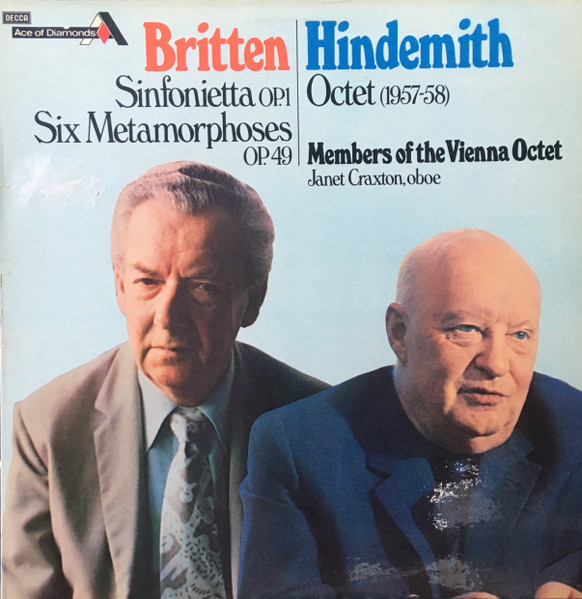 DECCA
Ace of Diamonds
Britten
Sinfonietta OP.1
Six Metamorphoses
OP. 49
Hindemith
Octet (1957-58)
Members of the Vienna Octet
Janet Craxton, oboe